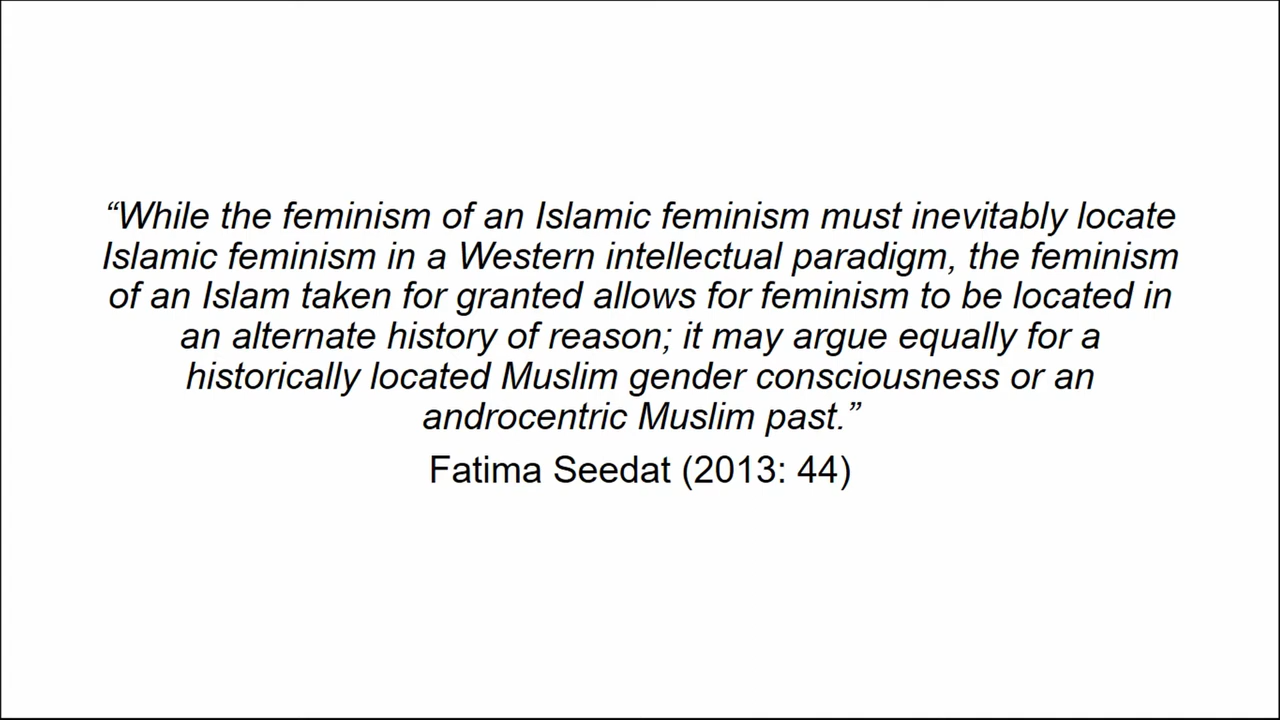 “While the feminism of an Islamic feminism must inevitably locate
Islamic feminism in a Western intellectual paradigm, the feminism
of an Islam taken for granted allows for feminism to be located in
an alternate history of reason; it may argue equally for a
historically located Muslim gender consciousness or an
androcentric Muslim past.”
Fatima Seedat (2013: 44)